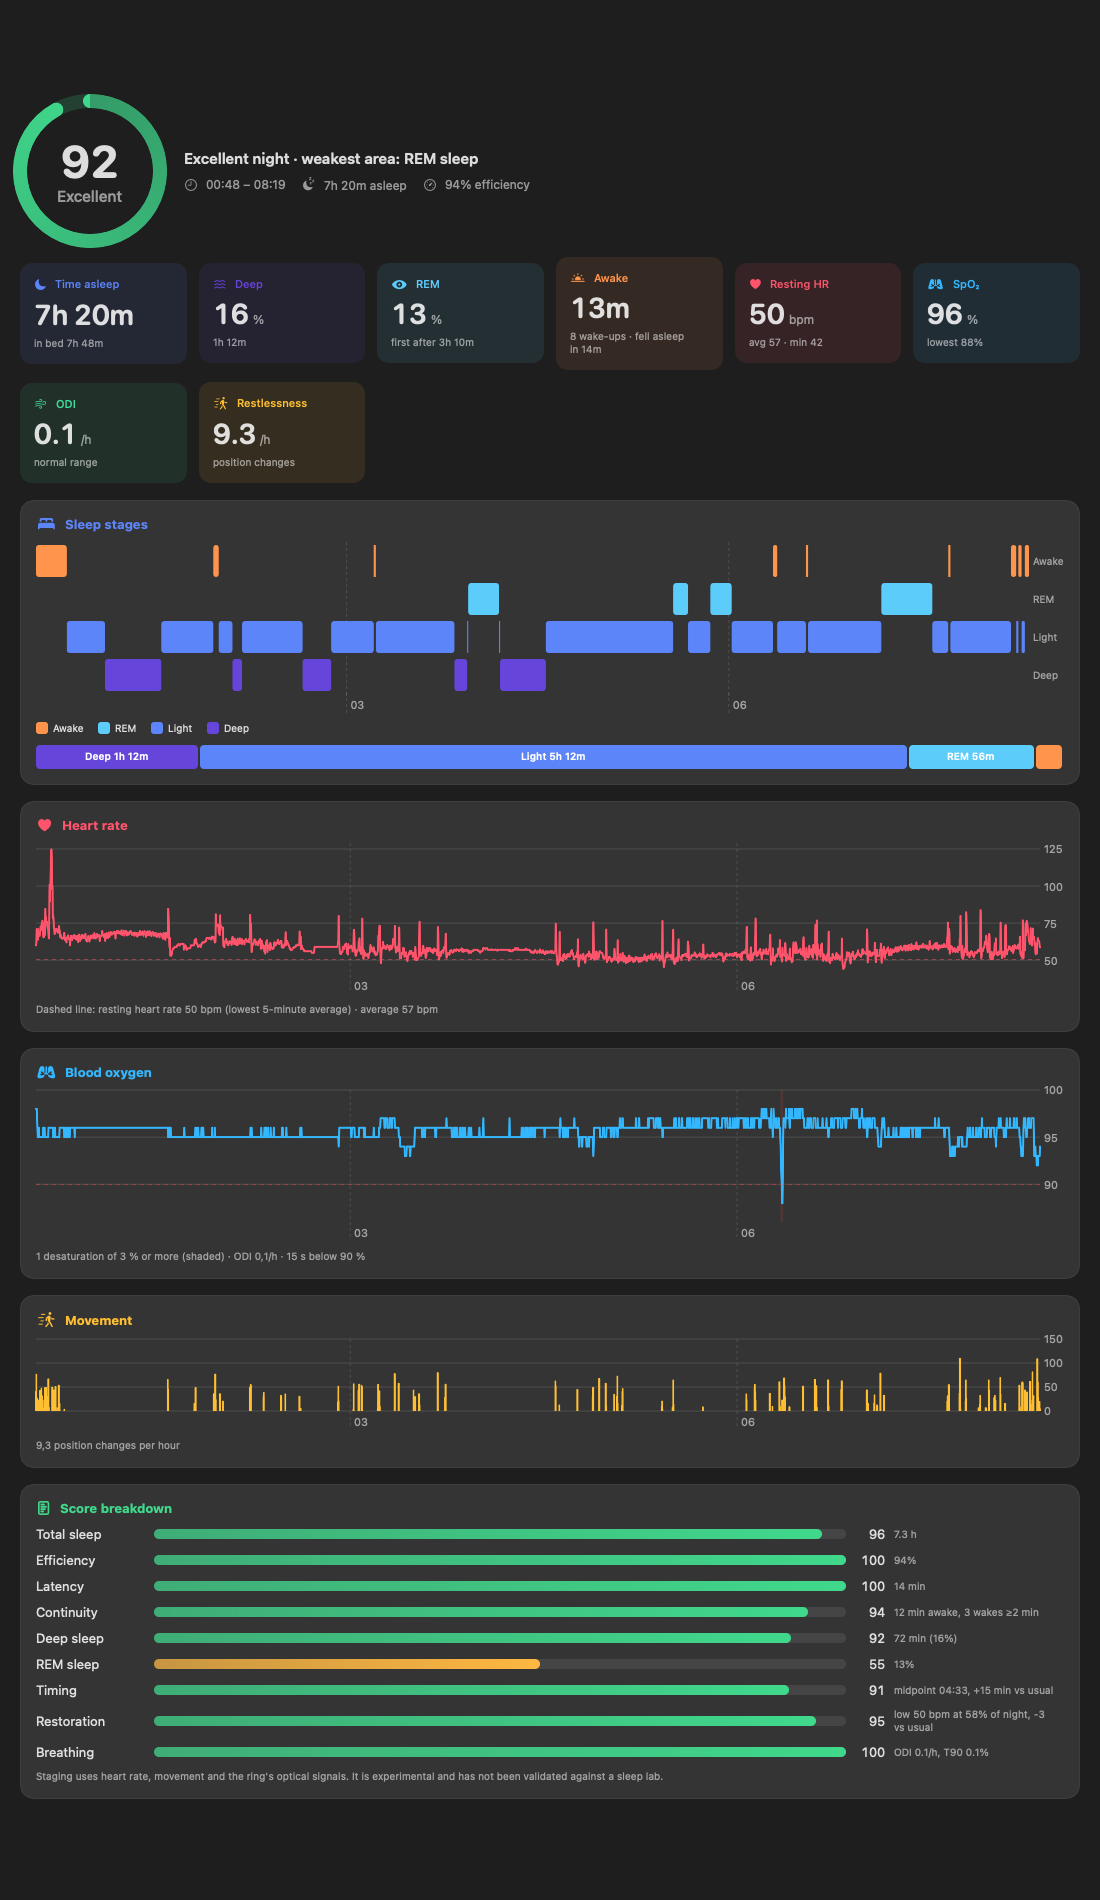 92
Excellent
Excellent night · weakest area: REM sleep
00:48 – 08:19 7h 20m asleep 94% efficiency
Time asleep
7h 20m
in bed 7h 48m
Deep
16 %
1h 12m
REM
13 %
first after 3h 10m
Awake
13m
8 wake-ups · fell asleep
in 14m
Resting HR
50 bpm
avg 57 · min 42
SpO₂
96 %
lowest 88%
ODI
0.1 /h
normal range
Restlessness
9.3 /h
position changes
Sleep stages
Awake
REM
Light
Deep
03 06
Awake REM Light Deep
Deep 1h 12m Light 5h 12m REM 56m
Heart rate
125
100
75
50
03 06
Dashed line: resting heart rate 50 bpm (lowest 5-minute average) · average 57 bpm
Blood oxygen
100
95
90
03 06
1 desaturation of 3 % or more (shaded) · ODI 0,1/h · 15 s below 90 %
Movement
150
100
50
0
03 06
9,3 position changes per hour
Score breakdown
Total sleep 96 7.3 h
Efficiency 100 94%
Latency 100 14 min
Continuity 94 12 min awake, 3 wakes ≥2 min
Deep sleep 92 72 min (16%)
REM sleep 55 13%
Timing 91 midpoint 04:33, +15 min vs usual
Restoration 95 low 50 bpm at 58% of night, -3
vs usual
Breathing 100 ODI 0.1/h, T90 0.1%
Staging uses heart rate, movement and the ring's optical signals. It is experimental and has not been validated against a sleep lab.